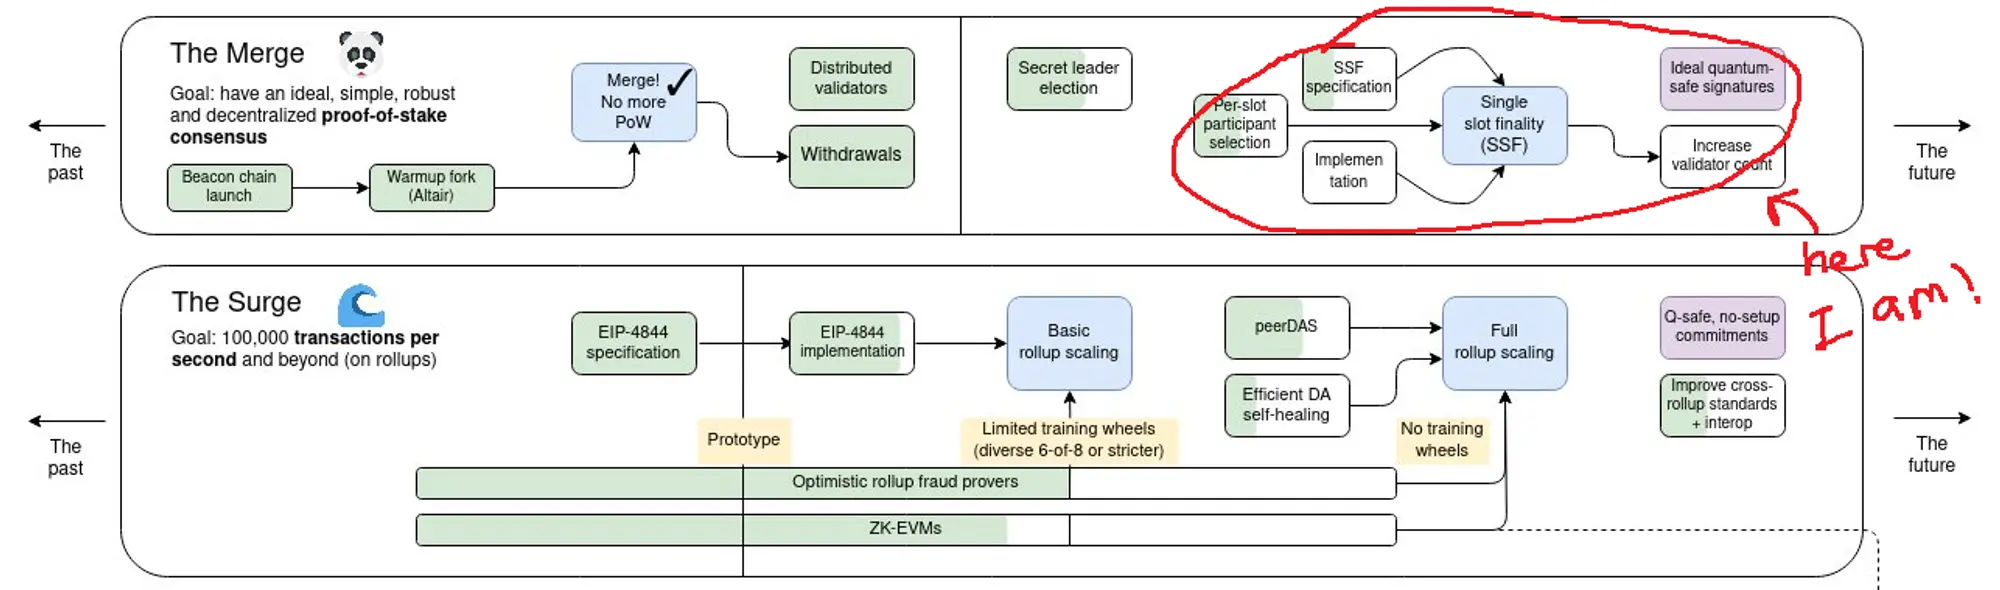 The Merge
Goal: have an ideal, simple, robust
and decentralized proof-of-stake
consensus
The
past
Beacon chain
launch
Warmup fork
(Altair)
Merge!
No more
PoW
Distributed
validators
Withdrawals
Secret leader
election
Per-slot
participant
selection
SSF
specification
Implemen
tation
Single
slot finality
(SSF)
Ideal quantum-
safe signatures
Increase
validator count
The
future
here
I am!
The Surge
Goal: 100,000 transactions per
second and beyond (on rollups)
The
past
EIP-4844
specification
EIP-4844
implementation
Basic
rollup scaling
peerDAS
Efficient DA
self-healing
Full
rollup scaling
Q-safe, no-setup
commitments
Improve cross-
rollup standards
+ interop
The
future
Prototype
Limited training wheels
(diverse 6-of-8 or stricter)
No training
wheels
Optimistic rollup fraud provers
ZK-EVMs